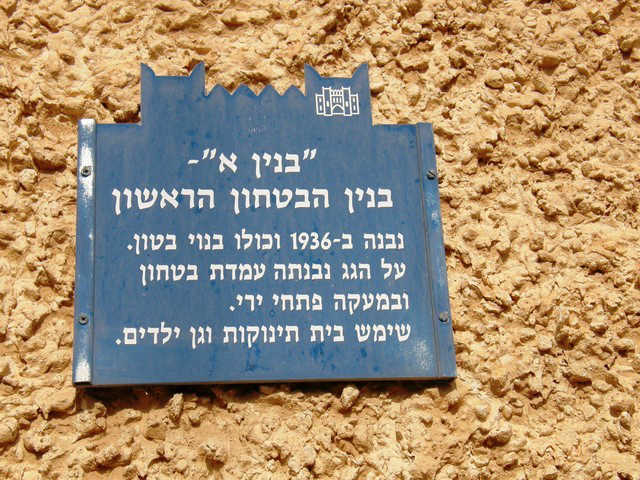 "בנין א"-
בנין הבטחון הראשון
נבנה ב-1936 וכולו בנוי בטון.
על הגג נבנתה עמדת בטחון
ובמעקה פתחי ירי.
שימש בית תינוקות וגן ילדים.